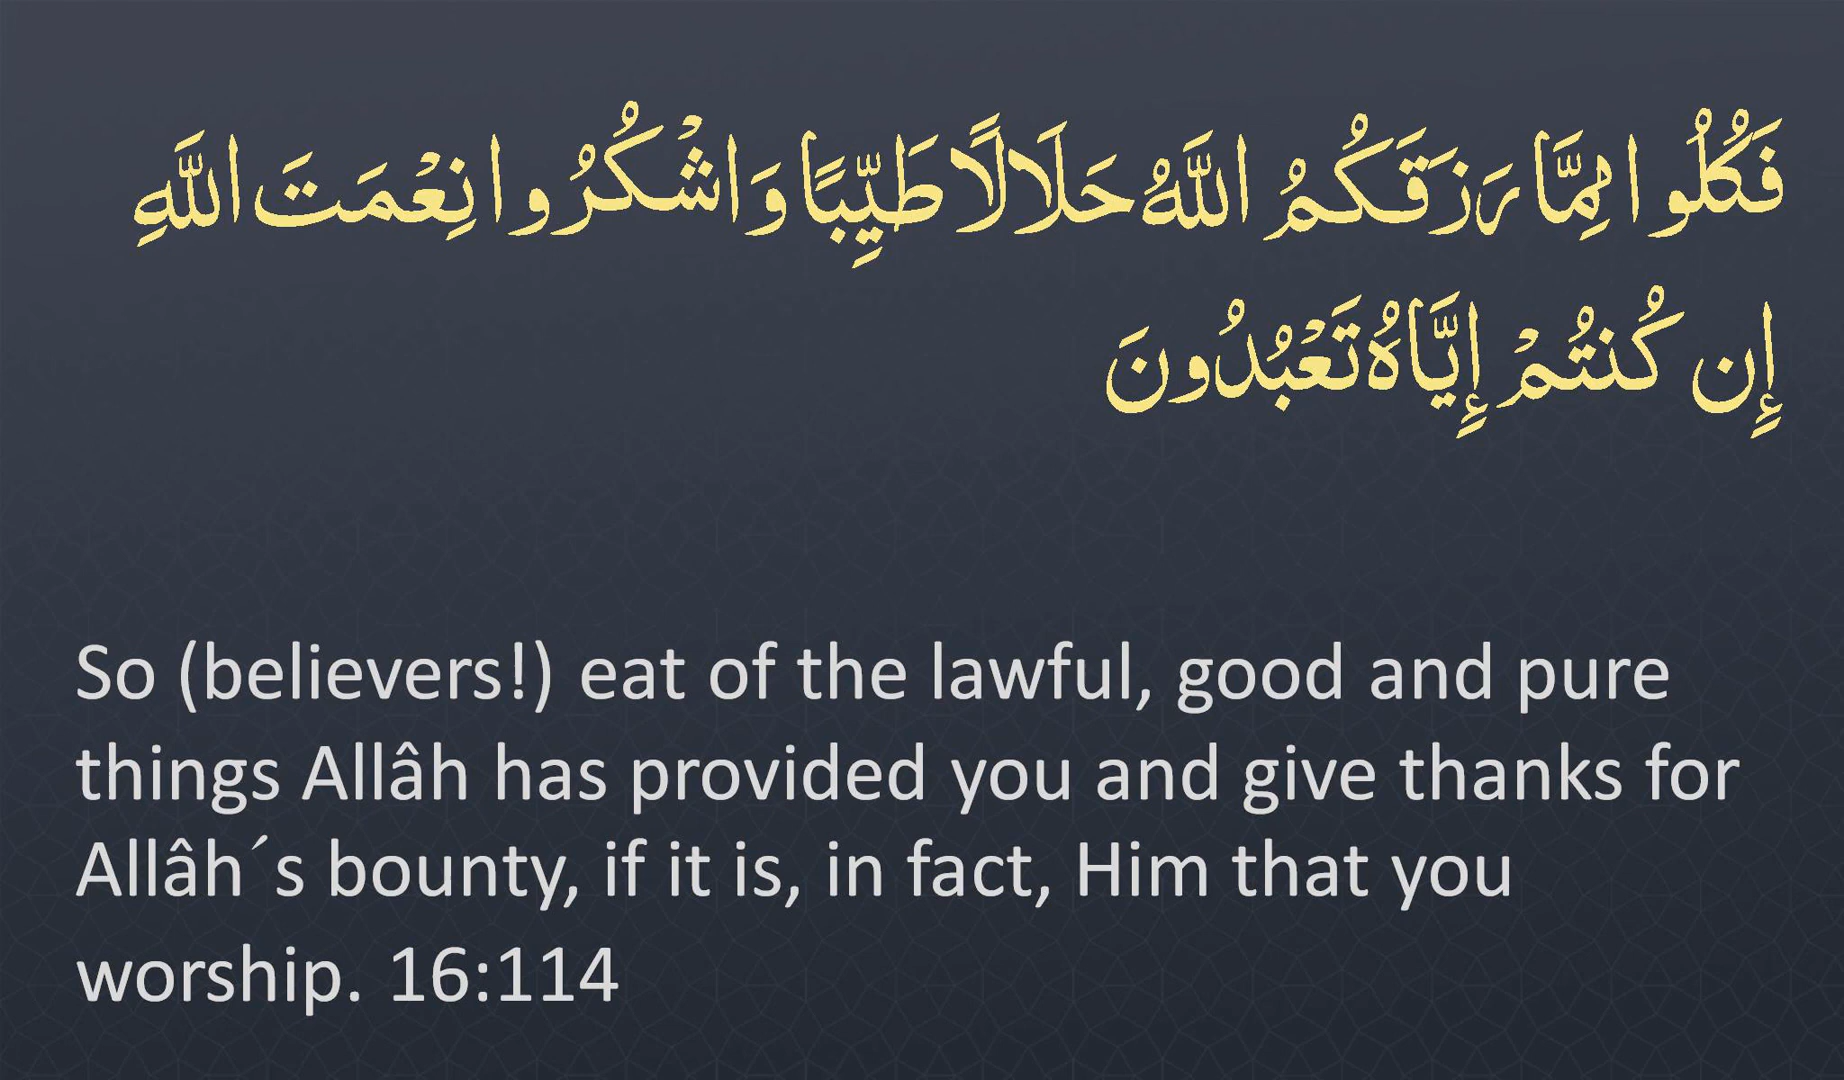 فَكُلُوا مِمَّا رَزَقَكُمُ اللَّهُ حَلَالًا طَيِّبًا وَاشْكُرُوا نِعْمَتَ اللَّهِ
إِن كُنتُمْ إِيَّاهُ تَعْبُدُونَ
So (believers!) eat of the lawful, good and pure
things Allâh has provided you and give thanks for
Allâh´s bounty, if it is, in fact, Him that you
worship. 16:114